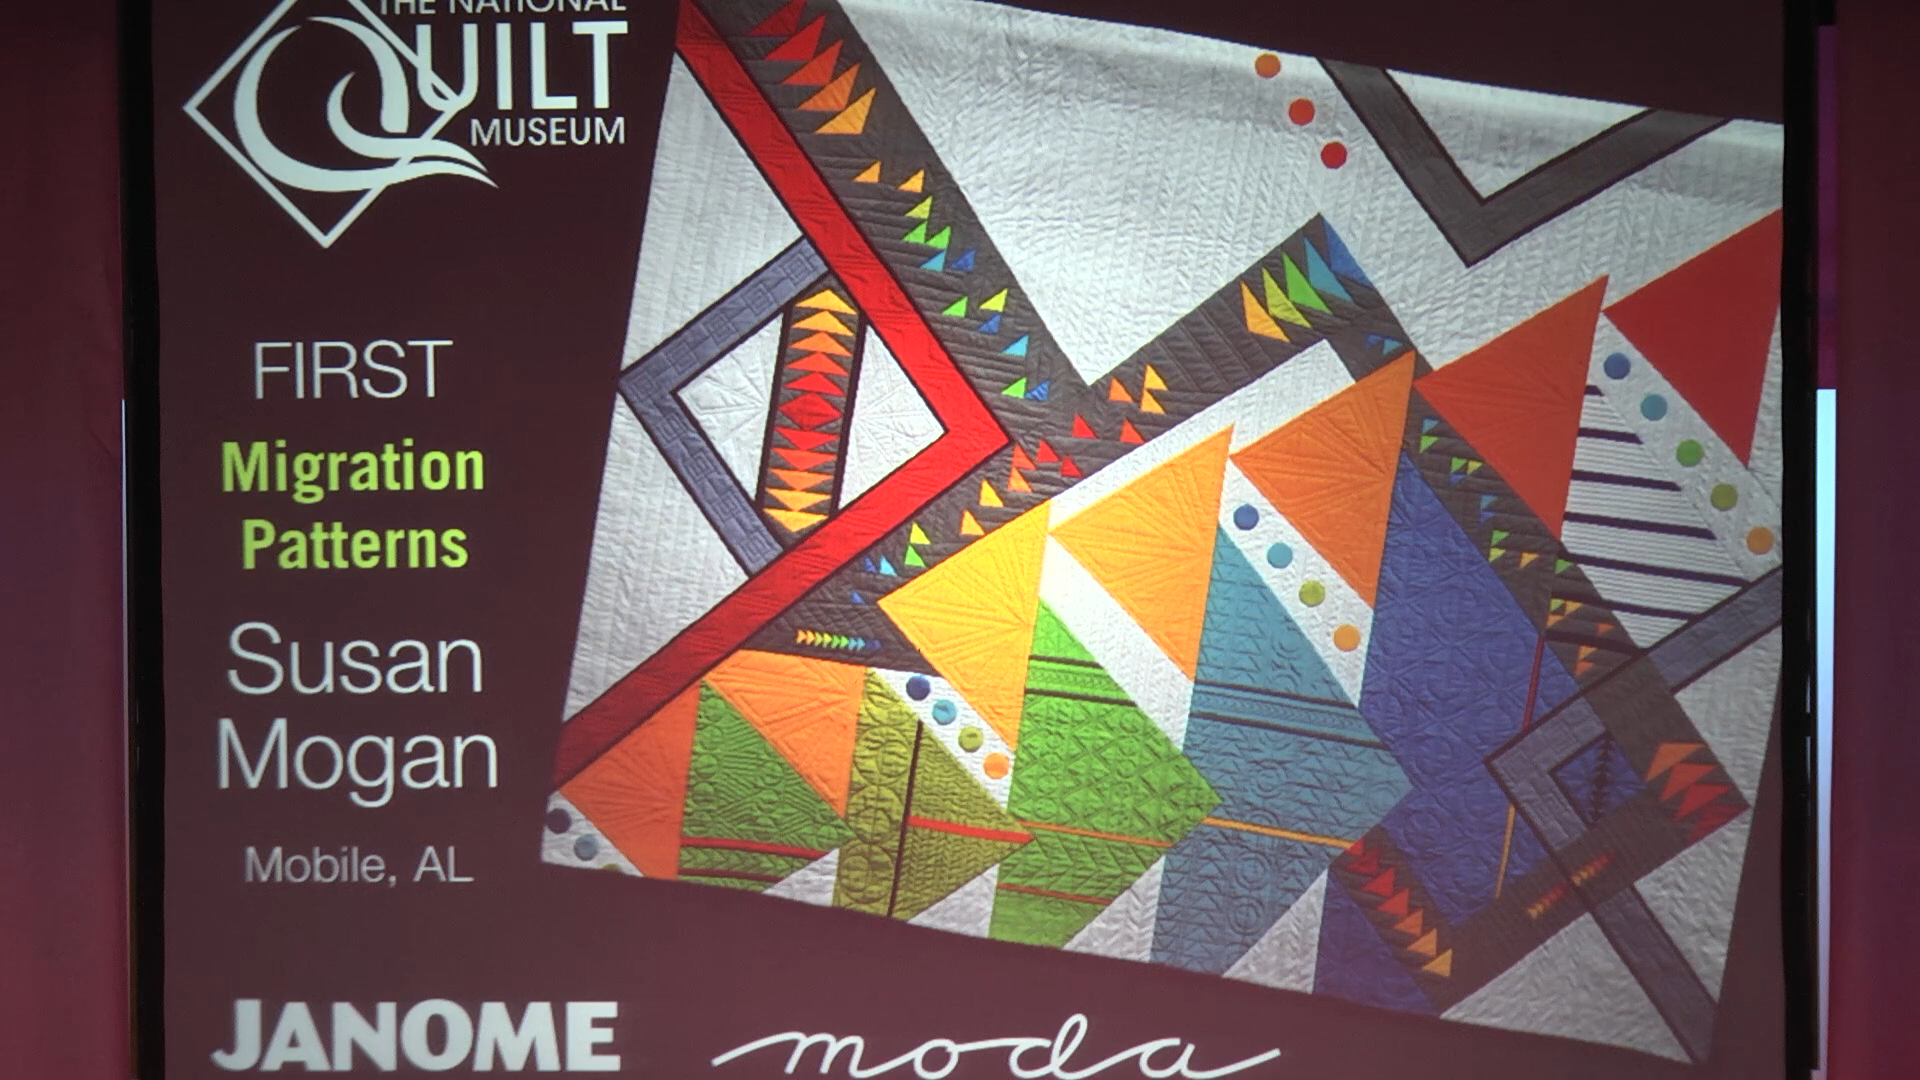 THE NATIONAL
QUILT
MUSEUM
FIRST
Migration
Patterns
Susan
Mogan
Mobile, AL
JANOME
moda